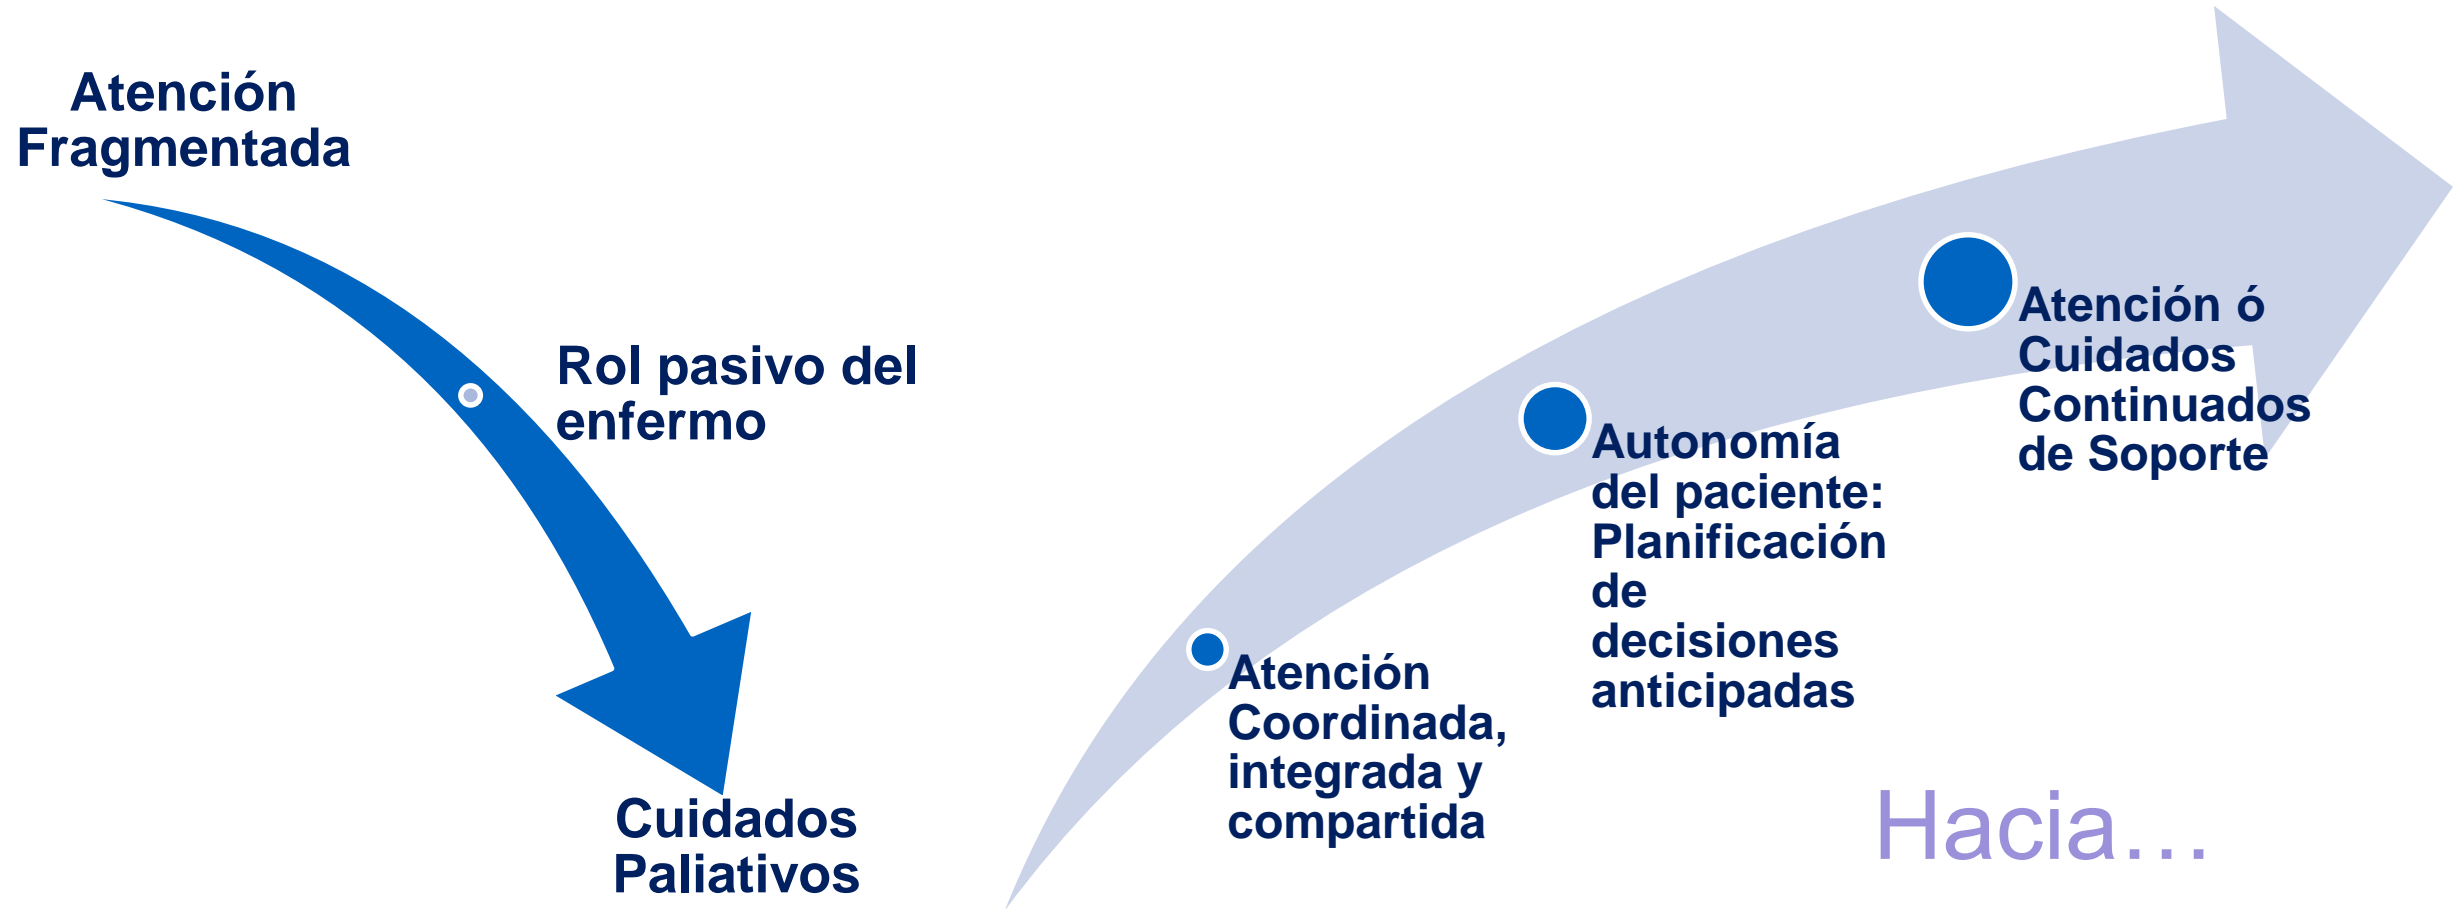 Atención
Fragmentada
Rol pasivo del
enfermo
Cuidados
Paliativos
Atención
Coordinada,
integrada y
compartida
Autonomía
del paciente:
Planificación
de
decisiones
anticipadas
Atención ó
Cuidados
Continuados
de Soporte
Hacia…